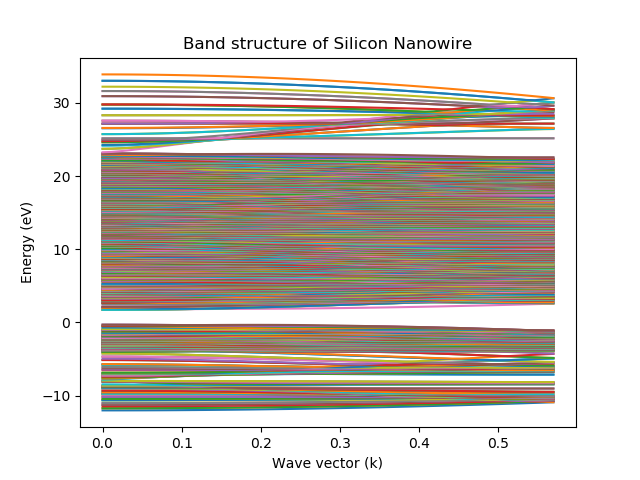 Band structure of Silicon Nanowire
Energy (eV)
30
20
10
0
−10
0.0 0.1 0.2 0.3 0.4 0.5
Wave vector (k)